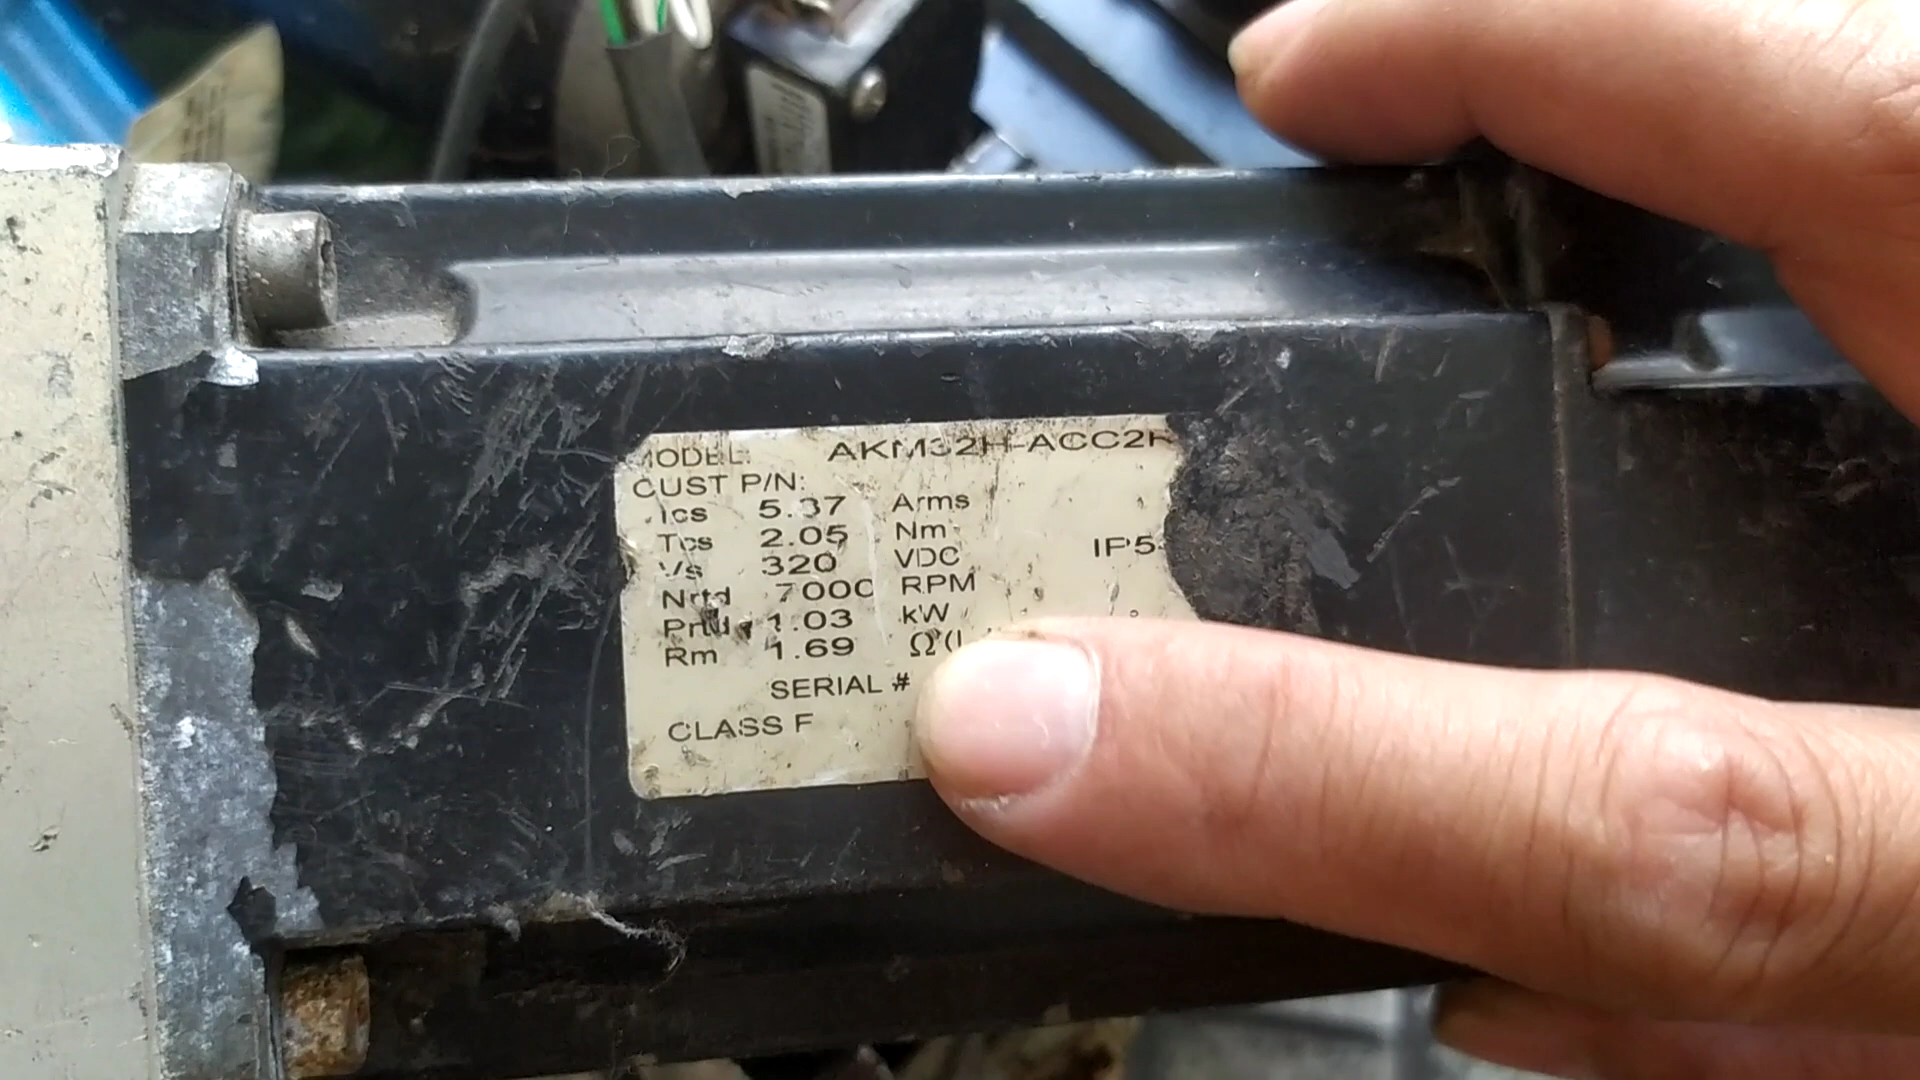 MODEL: AKM32H-ACC2R
CUST P/N:
Ics 5.37 Arms
Tcs 2.05 Nm
Vs 320 VDC
IP5
Nrtd 7000 RPM
Prtd 1.03 kW
Rm 1.69 Ω(L
SERIAL #
CLASS F